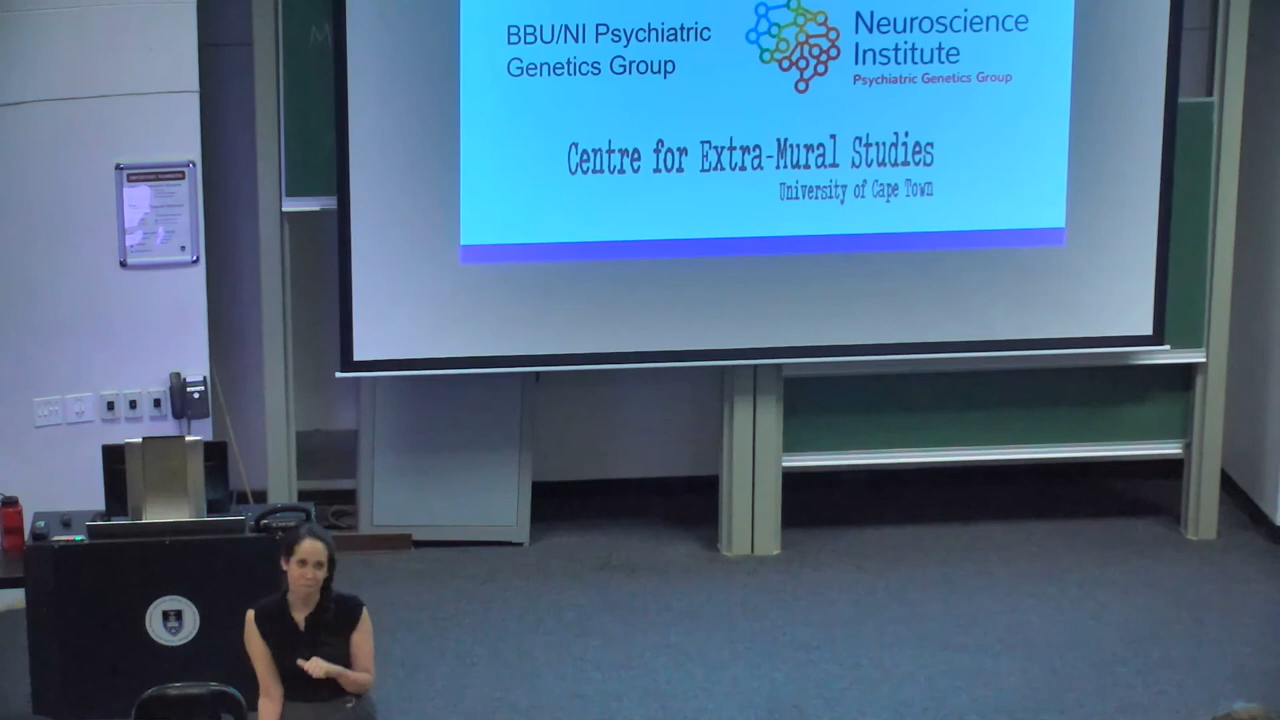 BBU/NI Psychiatric
Genetics Group
Neuroscience
Institute
Psychiatric Genetics Group
Centre for Extra-Mural Studies
University of Cape Town
M